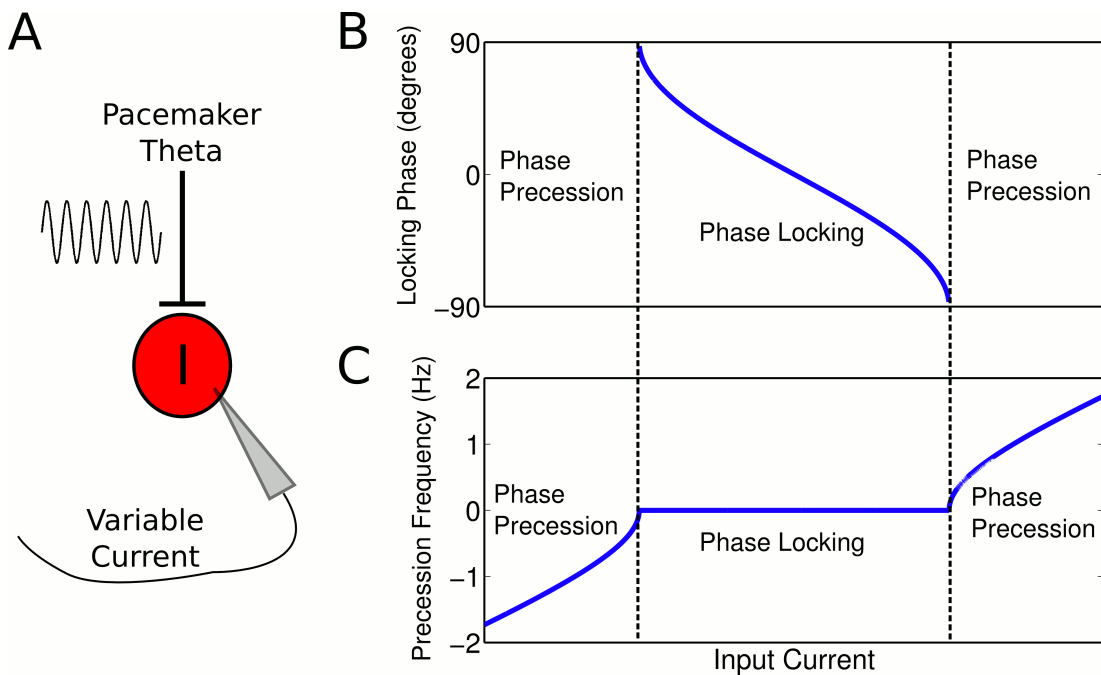 A
Pacemaker
Theta
I
Variable
Current
B
Locking Phase (degrees)
90
0
−90
Phase
Precession
Phase Locking
Phase
Precession
C
Precession Frequency (Hz)
2
1
0
−1
−2
Phase
Precession
Phase Locking
Phase
Precession
Input Current